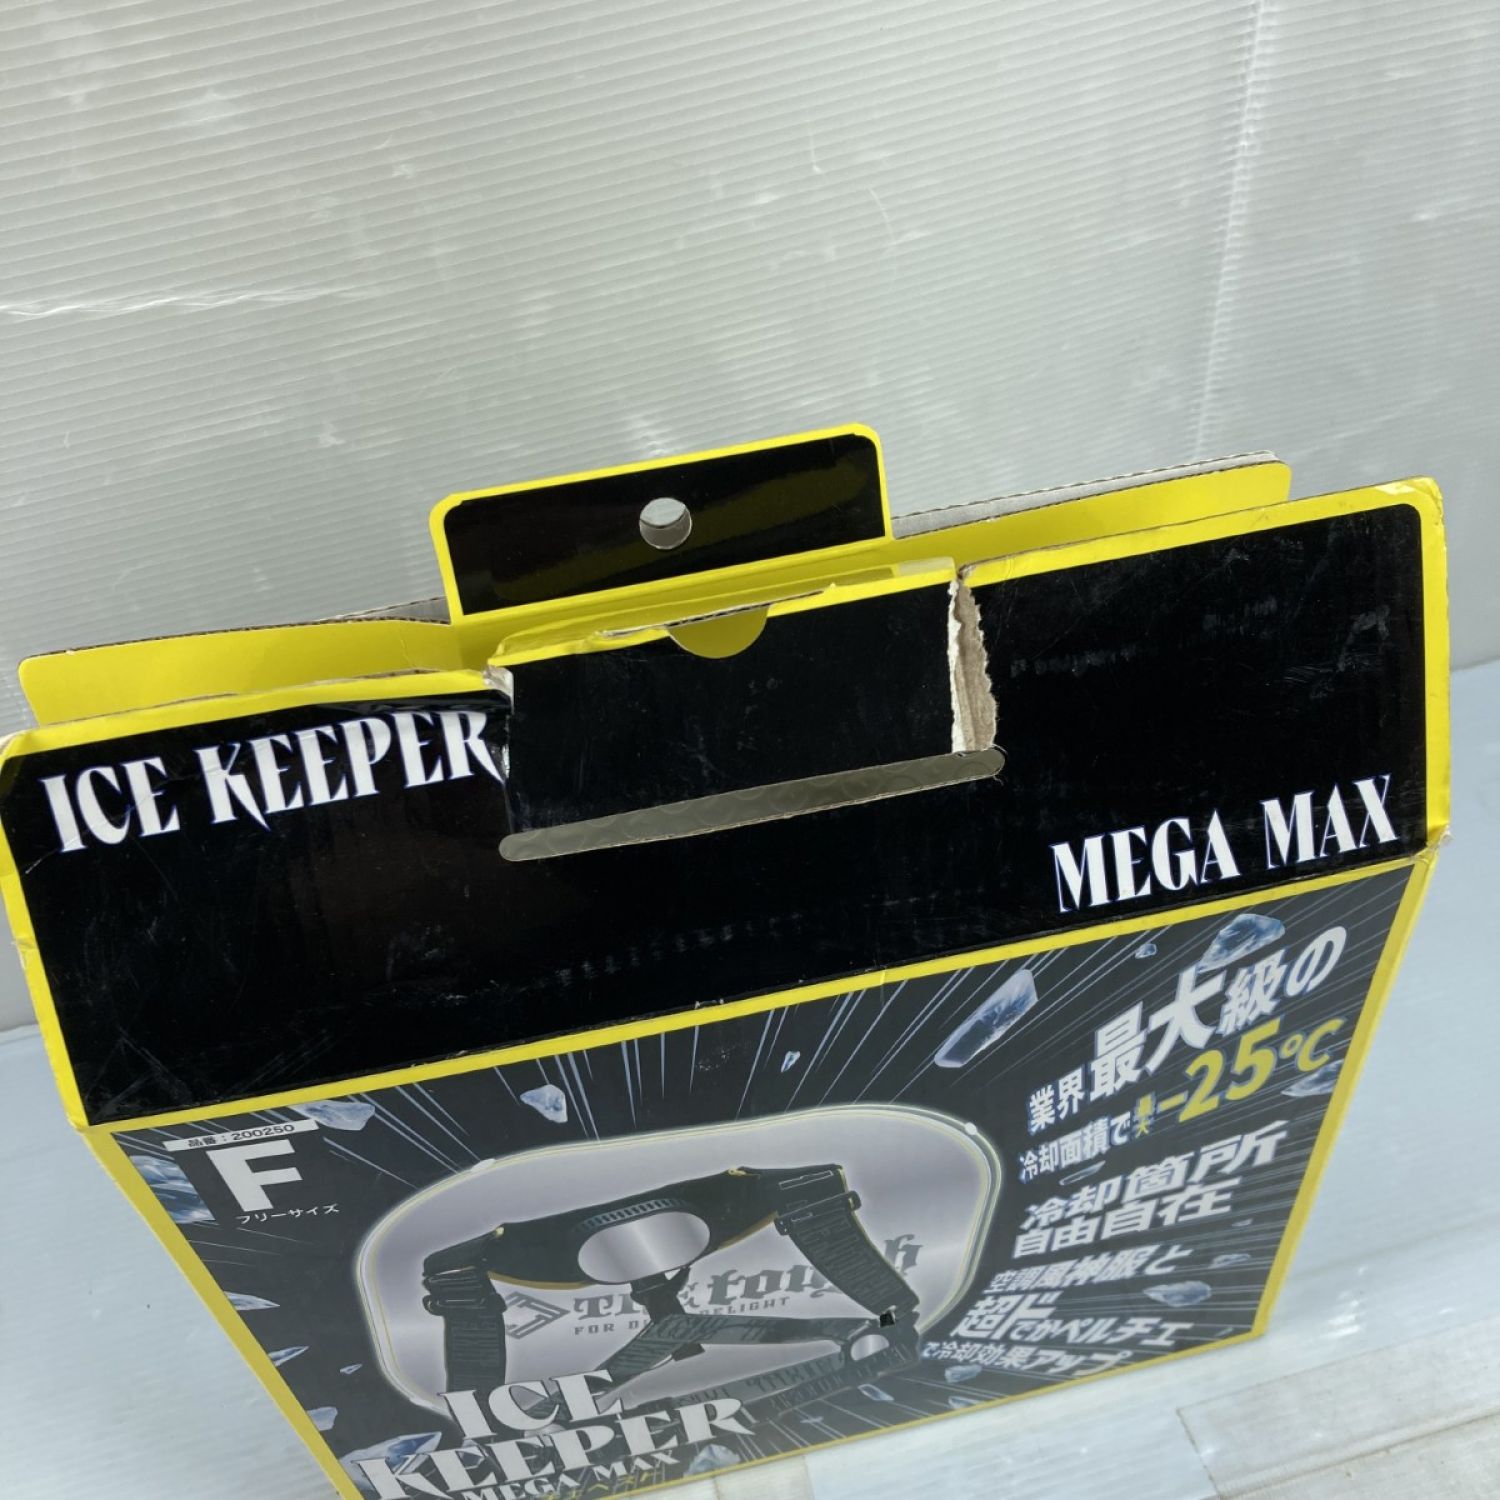 ICE KEEPER
MEGA MAX
品番：200250
F
フリーサイズ
業界最大級の
冷却面積で最大-25℃
冷却箇所
自由自在
空調風神服と
超ド
でかペルチェ
で冷却効果アップ
THE tough
FOR
DELIGHT
ICE
KEEPER
MEGA MAX